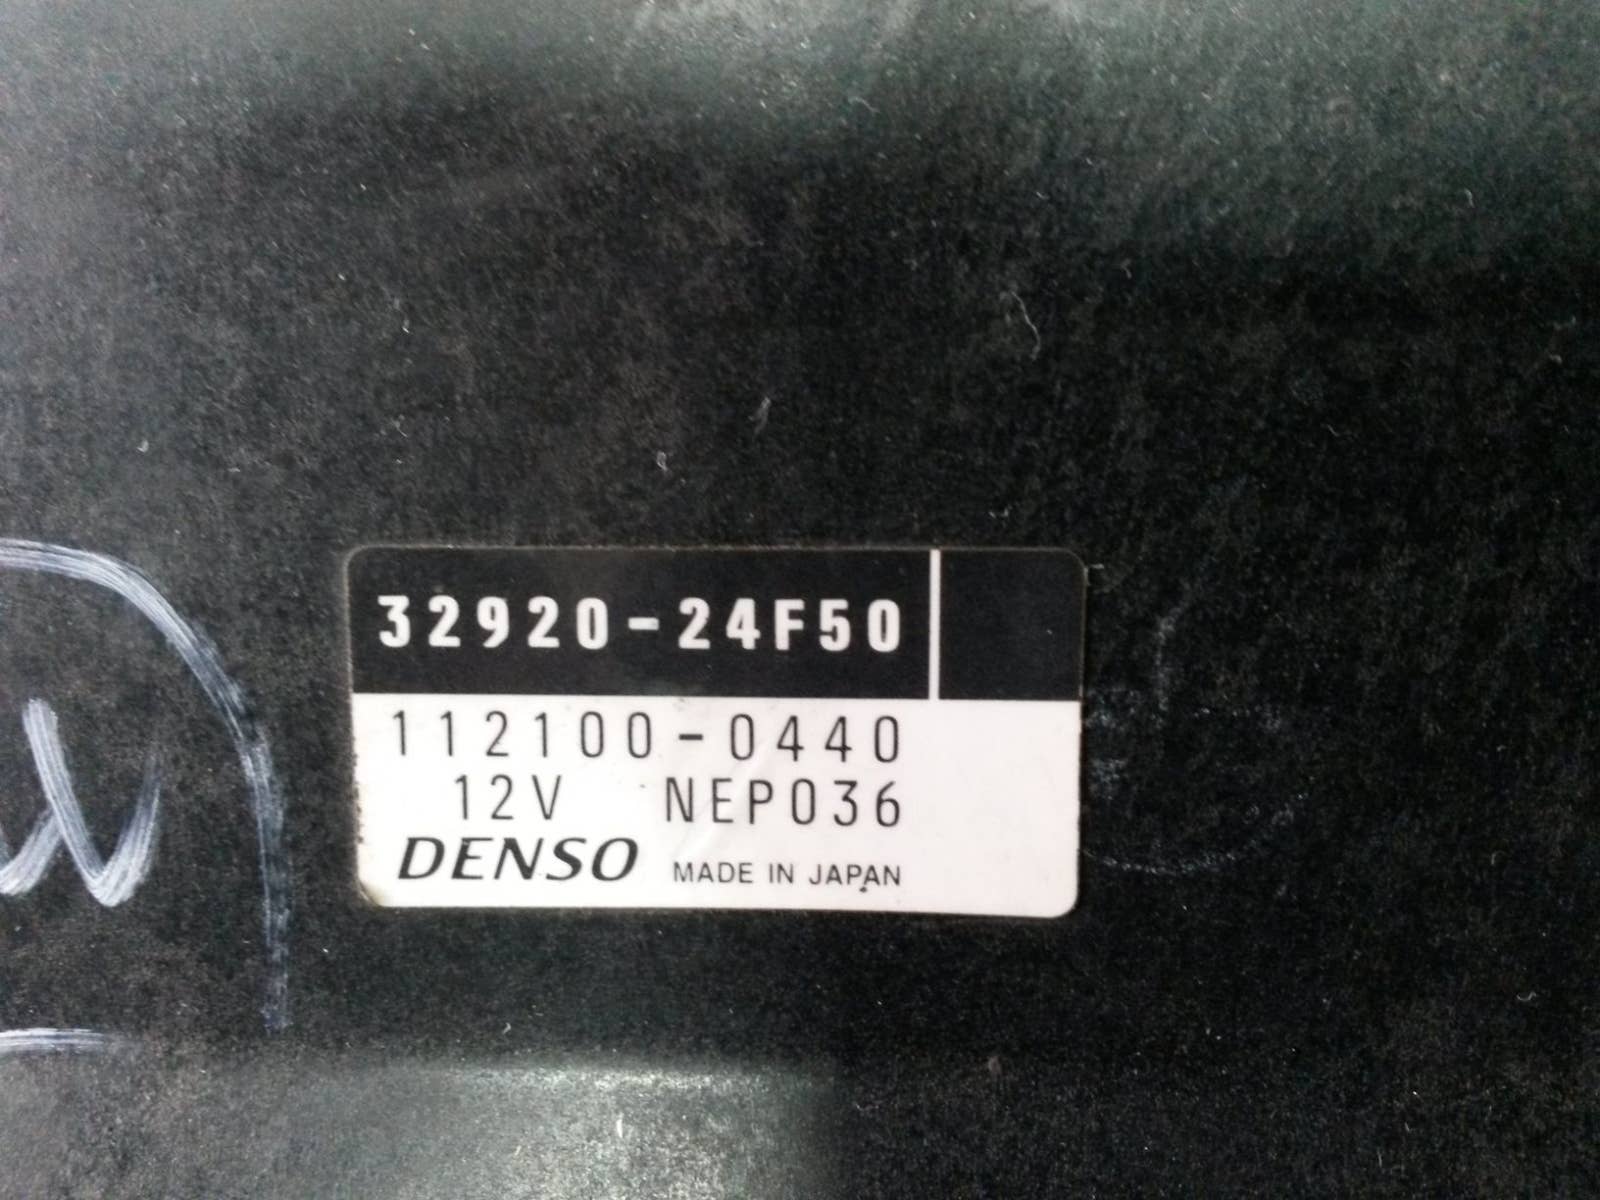 32920-24F50
112100-0440
12V NEP036
DENSO MADE IN JAPAN